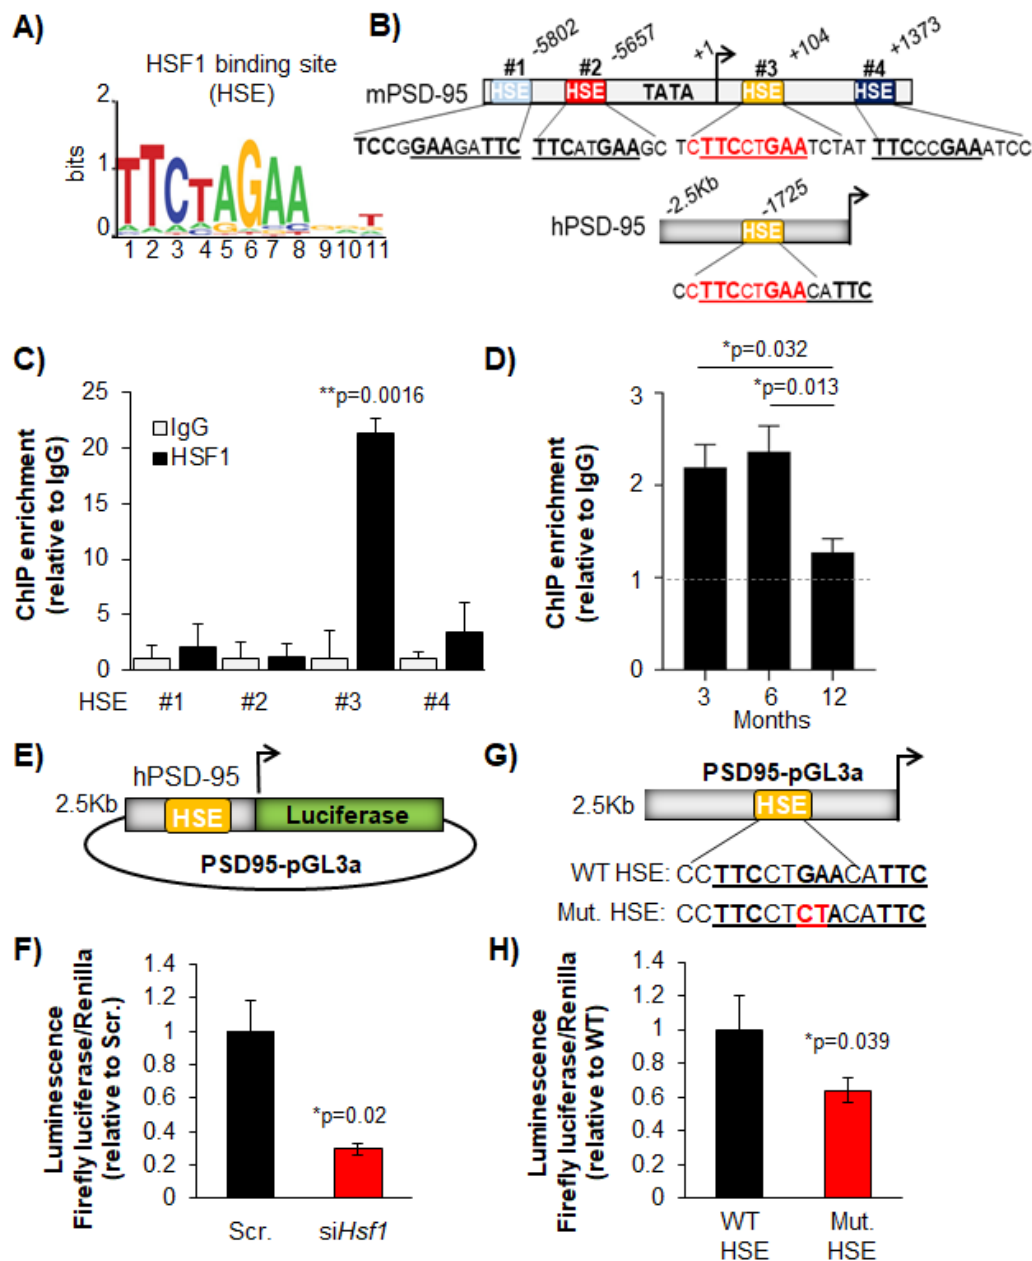 A)
HSF1 binding site
(HSE)
2
1
0
bits
TTCTAGAA
T
1 2 3 4 5 6 7 8 9 10 11
B)
-5802
-5657
+1
+104
+1373
#1
#2
#3
#4
mPSD-95
HSE
HSE
TATA
HSE
HSE
TCCGGAAGATTC
TTCATGAAGC
TCTTCCTGAATCTAT
TTCCCGAAATCC
-2.5Kb
-1725
hPSD-95
HSE
CCTTCCTGAACATTC
C)
ChIP enrichment
(relative to IgG)
25
20
15
10
5
0
IgG
HSF1
**p=0.0016
HSE #1 #2 #3 #4
D)
*p=0.032
*p=0.013
ChIP enrichment
(relative to IgG)
3
2
1
0
3 6 12
Months
E)
hPSD-95
2.5Kb
HSE
Luciferase
PSD95-pGL3a
G)
PSD95-pGL3a
2.5Kb
HSE
WT HSE: CCTTCCTGAACATTC
Mut. HSE: CCTTCCTCTACATTC
F)
Luminescence
Firefly luciferase/Renilla
(relative to Scr.)
1.4
1.2
1
0.8
0.6
0.4
0.2
0
*p=0.02
Scr. siHsf1
H)
Luminescence
Firefly luciferase/Renilla
(relative to WT)
1.4
1.2
1
0.8
0.6
0.4
0.2
0
*p=0.039
WT
HSE
Mut.
HSE